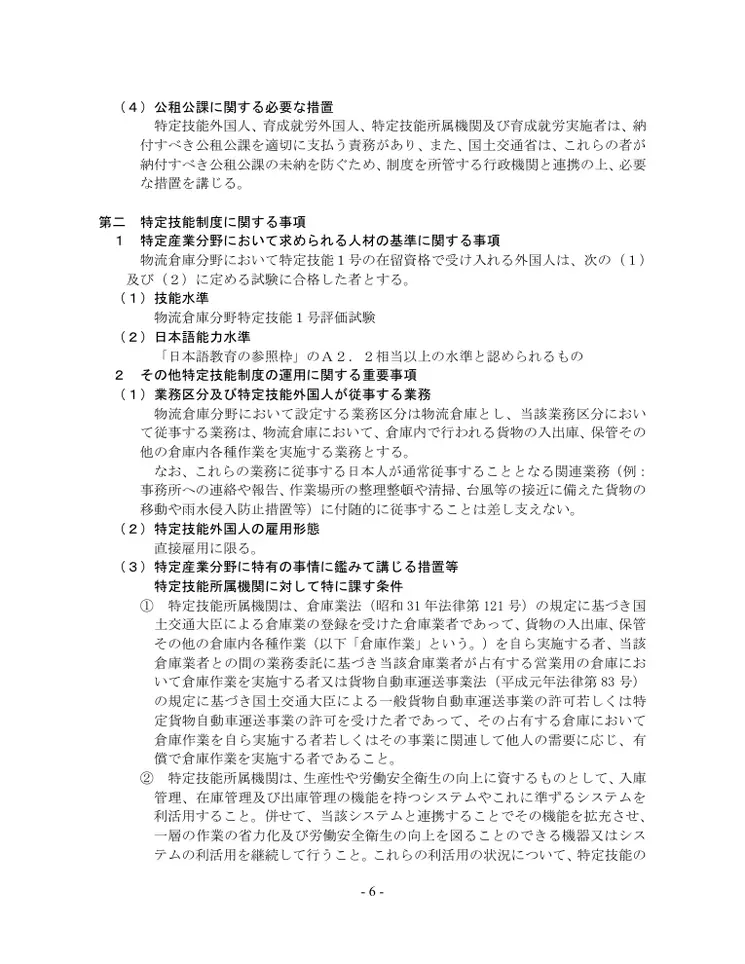 （４）公租公課に関する必要な措置
特定技能外国人、育成就労外国人、特定技能所属機関及び育成就労実施者は、納
付すべき公租公課を適切に支払う責務があり、また、国土交通省は、これらの者が
納付すべき公租公課の未納を防ぐため、制度を所管する行政機関と連携の上、必要
な措置を講じる。
第二　特定技能制度に関する事項
１　特定産業分野において求められる人材の基準に関する事項
物流倉庫分野において特定技能１号の在留資格で受け入れる外国人は、次の（１）
及び（２）に定める試験に合格した者とする。
（１）技能水準
物流倉庫分野特定技能１号評価試験
（２）日本語能力水準
「日本語教育の参照枠」のＡ２．２相当以上の水準と認められるもの
２　その他特定技能制度の運用に関する重要事項
（１）業務区分及び特定技能外国人が従事する業務
物流倉庫分野において設定する業務区分は物流倉庫とし、当該業務区分におい
て従事する業務は、物流倉庫において、倉庫内で行われる貨物の入出庫、保管その
他の倉庫内各種作業を実施する業務とする。
なお、これらの業務に従事する日本人が通常従事することとなる関連業務（例：
事務所への連絡や報告、作業場所の整理整頓や清掃、台風等の接近に備えた貨物の
移動や雨水侵入防止措置等）に付随的に従事することは差し支えない。
（２）特定技能外国人の雇用形態
直接雇用に限る。
（３）特定産業分野に特有の事情に鑑みて講じる措置等
特定技能所属機関に対して特に課す条件
①　特定技能所属機関は、倉庫業法（昭和 31 年法律第 121 号）の規定に基づき国
土交通大臣による倉庫業の登録を受けた倉庫業者であって、貨物の入出庫、保管
その他の倉庫内各種作業（以下「倉庫作業」という。）を自ら実施する者、当該
倉庫業者との間の業務委託に基づき当該倉庫業者が占有する営業用の倉庫にお
いて倉庫作業を実施する者又は貨物自動車運送事業法（平成元年法律第 83 号）
の規定に基づき国土交通大臣による一般貨物自動車運送事業の許可若しくは特
定貨物自動車運送事業の許可を受けた者であって、その占有する倉庫において
倉庫作業を自ら実施する者若しくはその事業に関連して他人の需要に応じ、有
償で倉庫作業を実施する者であること。
②　特定技能所属機関は、生産性や労働安全衛生の向上に資するものとして、入庫
管理、在庫管理及び出庫管理の機能を持つシステムやこれに準ずるシステムを
利活用すること。併せて、当該システムと連携することでその機能を拡充させ、
一層の作業の省力化及び労働安全衛生の向上を図ることのできる機器又はシス
テムの利活用を継続して行うこと。これらの利活用の状況について、特定技能の
- 6 -